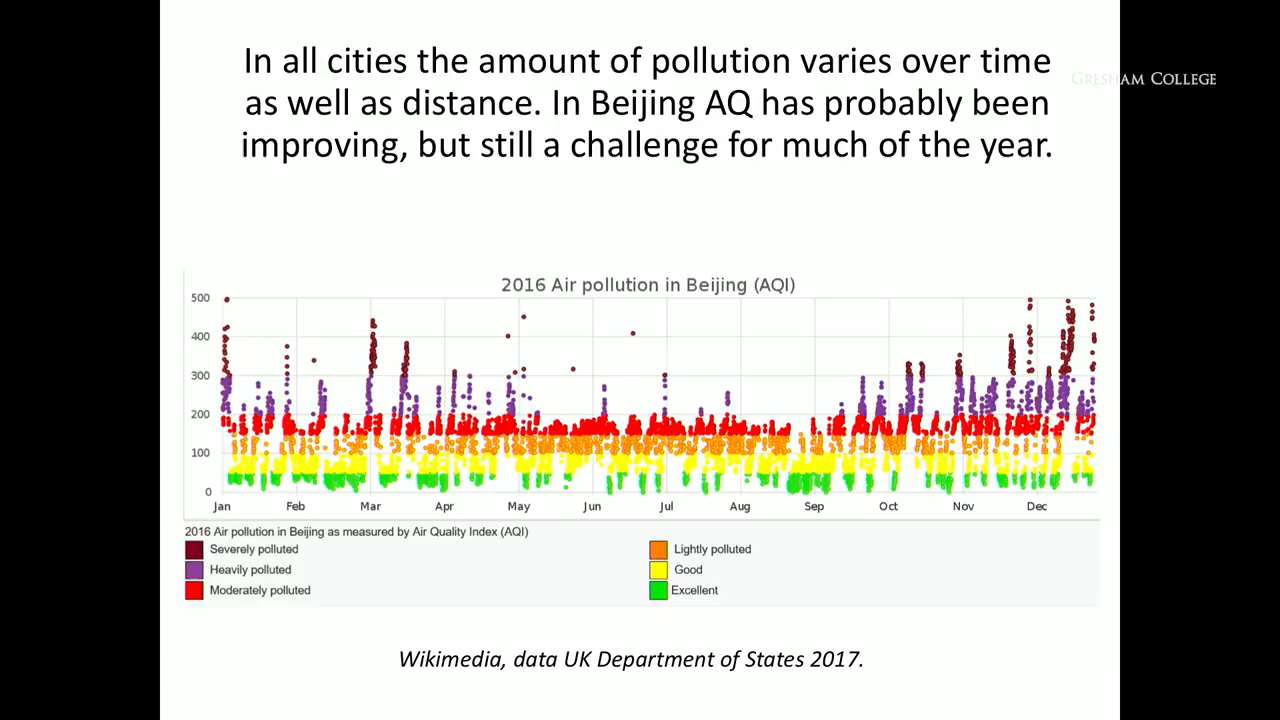 In all cities the amount of pollution varies over time
as well as distance. In Beijing AQ has probably been
improving, but still a challenge for much of the year.
GRESHAM COLLEGE
2016 Air pollution in Beijing (AQI)
500
400
300
200
100
0
Jan Feb Mar Apr May Jun Jul Aug Sep Oct Nov Dec
2016 Air pollution in Beijing as measured by Air Quality Index (AQI)
Severely polluted
Heavily polluted
Moderately polluted
Lightly polluted
Good
Excellent
Wikimedia, data UK Department of States 2017.